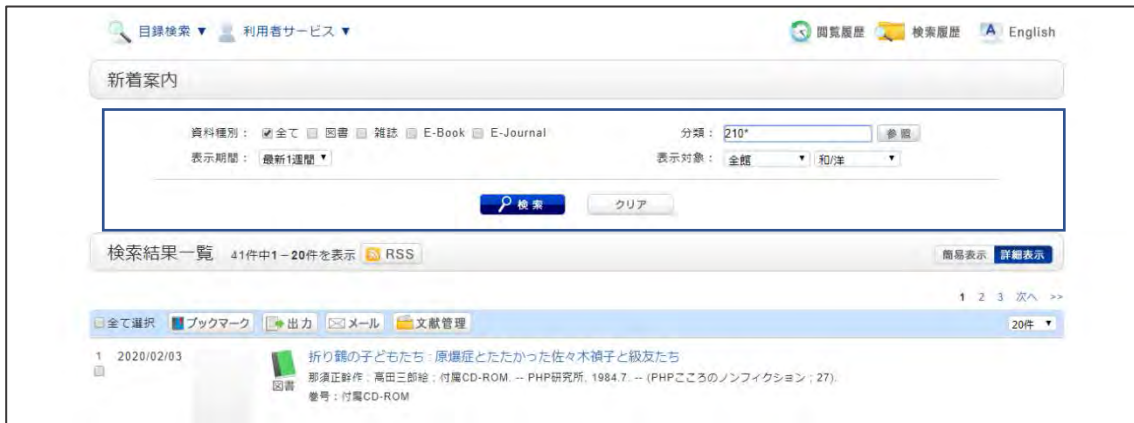 目録検索 ▼ 利用者サービス ▼ 閲覧履歴 検索履歴 A English
新着案内
資料種別： 全て 図書 雑誌 E-Book E-Journal 分類： 210* 参照
表示期間： 最新1週間 ▼ 表示対象： 全館 ▼ 和/洋 ▼
検索 クリア
検索結果一覧 41件中1－20件を表示 RSS 簡易表示 詳細表示
1 2 3 次へ >>
全て選択 ブックマーク 出力 メール 文献管理 20件 ▼
1 2020/02/03 折り鶴の子どもたち : 原爆症とたたかった佐々木禎子と級友たち
図書 那須正幹作 ; 高田三郎絵 ; 付属CD-ROM. -- PHP研究所, 1984.7. -- (PHPこころのノンフィクション ; 27).
巻号 : 付属CD-ROM